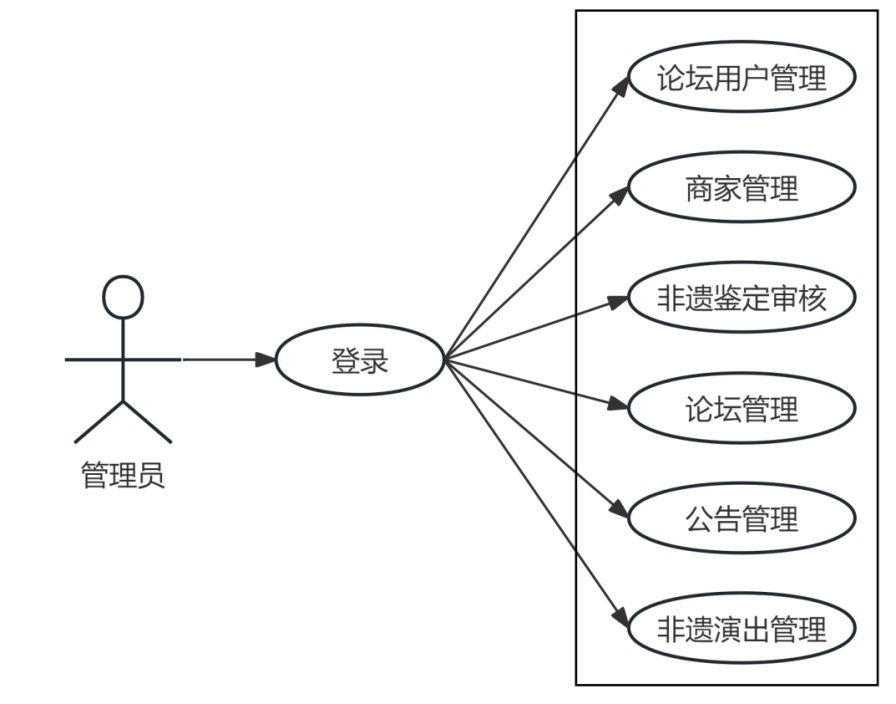 论坛用户管理
商家管理
非遗鉴定审核
登录
论坛管理
管理员
公告管理
非遗演出管理